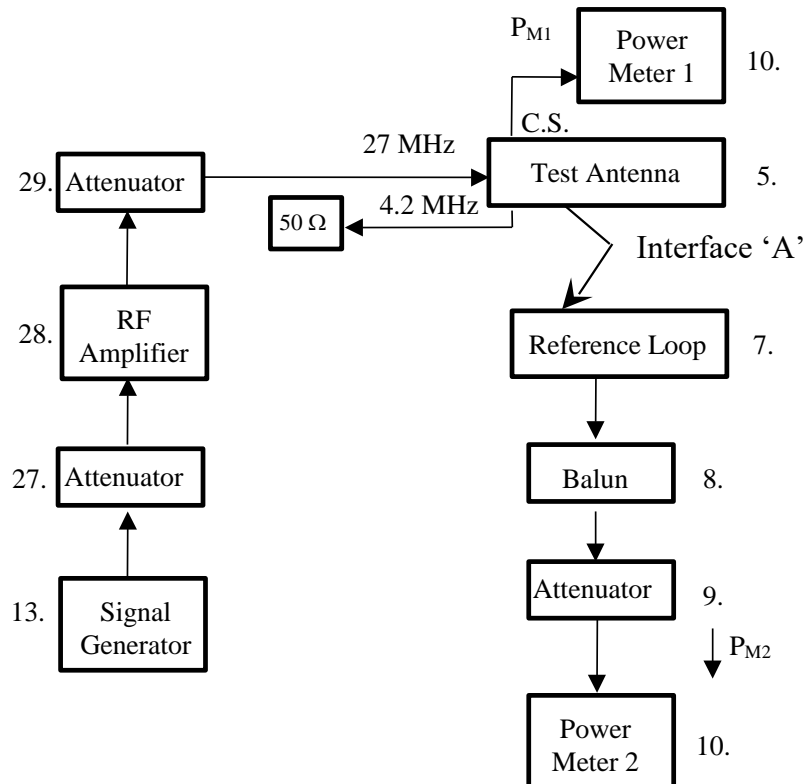 P_M1
Power
Meter 1
10.
C.S.
27 MHz
29.
Attenuator
Test Antenna
5.
4.2 MHz
50 Ω
Interface ‘A’
28.
RF
Amplifier
Reference Loop
7.
27.
Attenuator
Balun
8.
13.
Signal
Generator
Attenuator
9.
P_M2
Power
Meter 2
10.